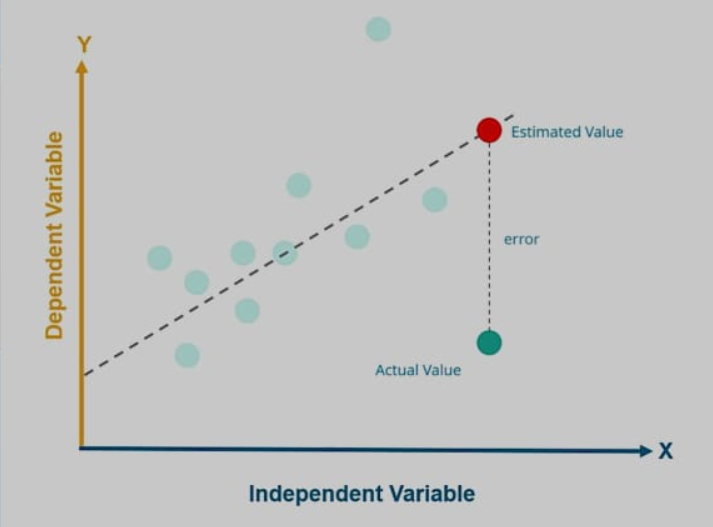 Y
Dependent Variable
Estimated Value
error
Actual Value
X
Independent Variable